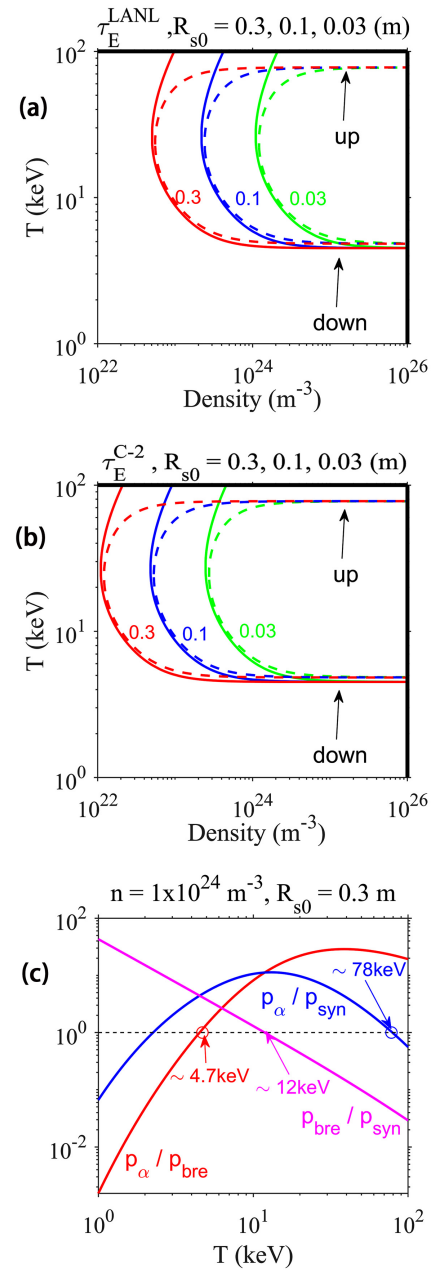 τ_E^LANL , R_s0 = 0.3, 0.1, 0.03 (m)
(a)
10^2
10^1
10^0
T (keV)
up
0.3
0.1
0.03
down
10^22
10^24
10^26
Density (m^-3)
τ_E^C-2 , R_s0 = 0.3, 0.1, 0.03 (m)
(b)
10^2
10^1
10^0
T (keV)
up
0.3
0.1
0.03
down
10^22
10^24
10^26
Density (m^-3)
n = 1x10^24 m^-3, R_s0 = 0.3 m
(c)
10^2
10^0
10^-2
~ 78keV
p_α / p_syn
~ 4.7keV
~ 12keV
p_bre / p_syn
p_α / p_bre
10^0
10^1
10^2
T (keV)